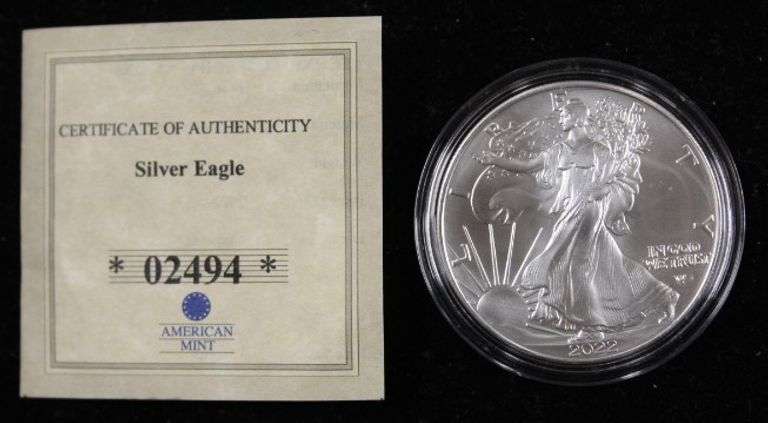 CERTIFICATE OF AUTHENTICITY
Silver Eagle
* 02494 *
AMERICAN
MINT
LIBERTY
IN GOD
WE TRUST
2022